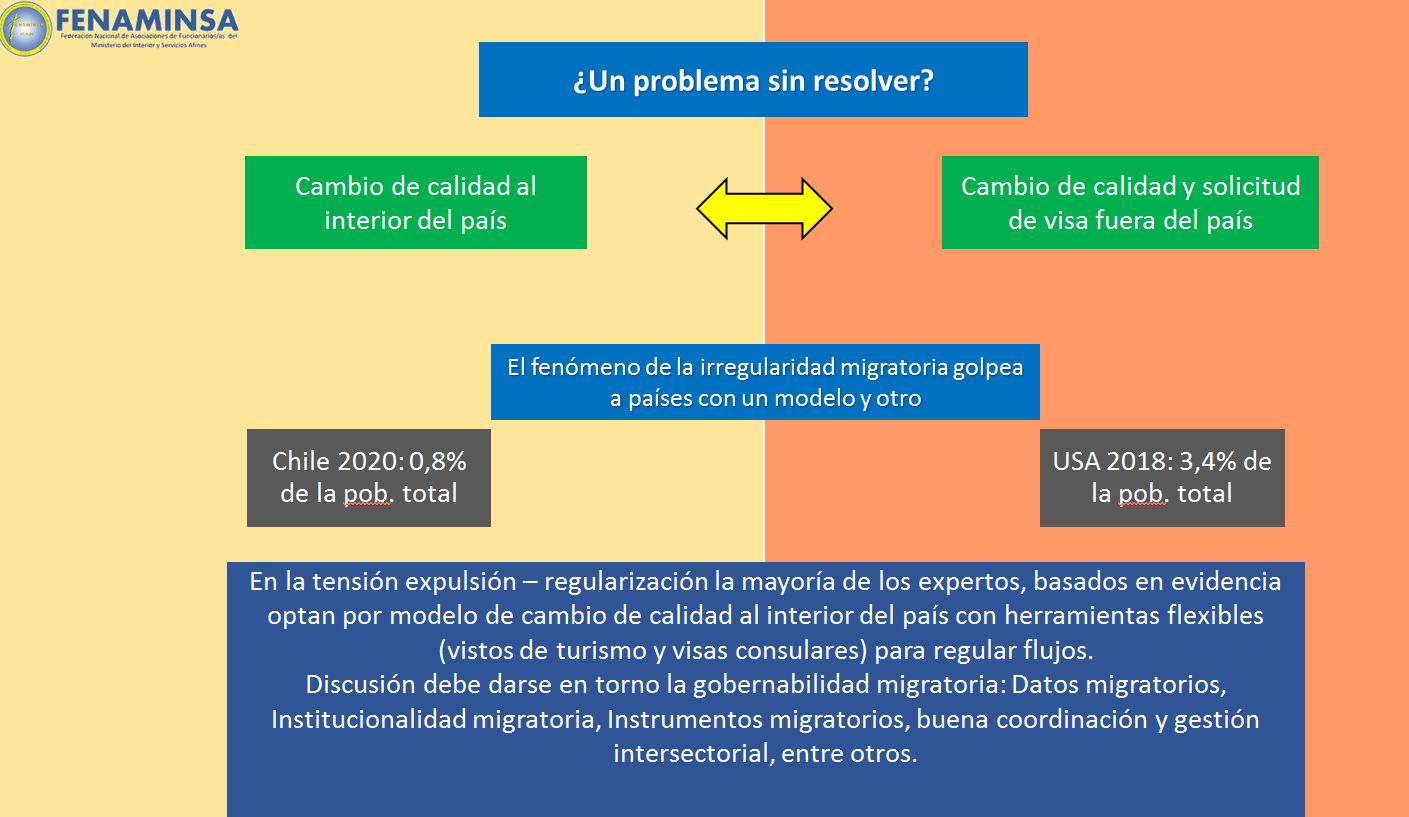 FENAMINSA
Federación Nacional de Asociaciones de Funcionarios/as del
Ministerio del Interior y Servicios Afines
¿Un problema sin resolver?
Cambio de calidad al
interior del país
Cambio de calidad y solicitud
de visa fuera del país
El fenómeno de la irregularidad migratoria golpea
a países con un modelo y otro
Chile 2020: 0,8%
de la pob. total
USA 2018: 3,4% de
la pob. total
En la tensión expulsión – regularización la mayoría de los expertos, basados en evidencia
optan por modelo de cambio de calidad al interior del país con herramientas flexibles
(vistos de turismo y visas consulares) para regular flujos.
Discusión debe darse en torno la gobernabilidad migratoria: Datos migratorios,
Institucionalidad migratoria, Instrumentos migratorios, buena coordinación y gestión
intersectorial, entre otros.